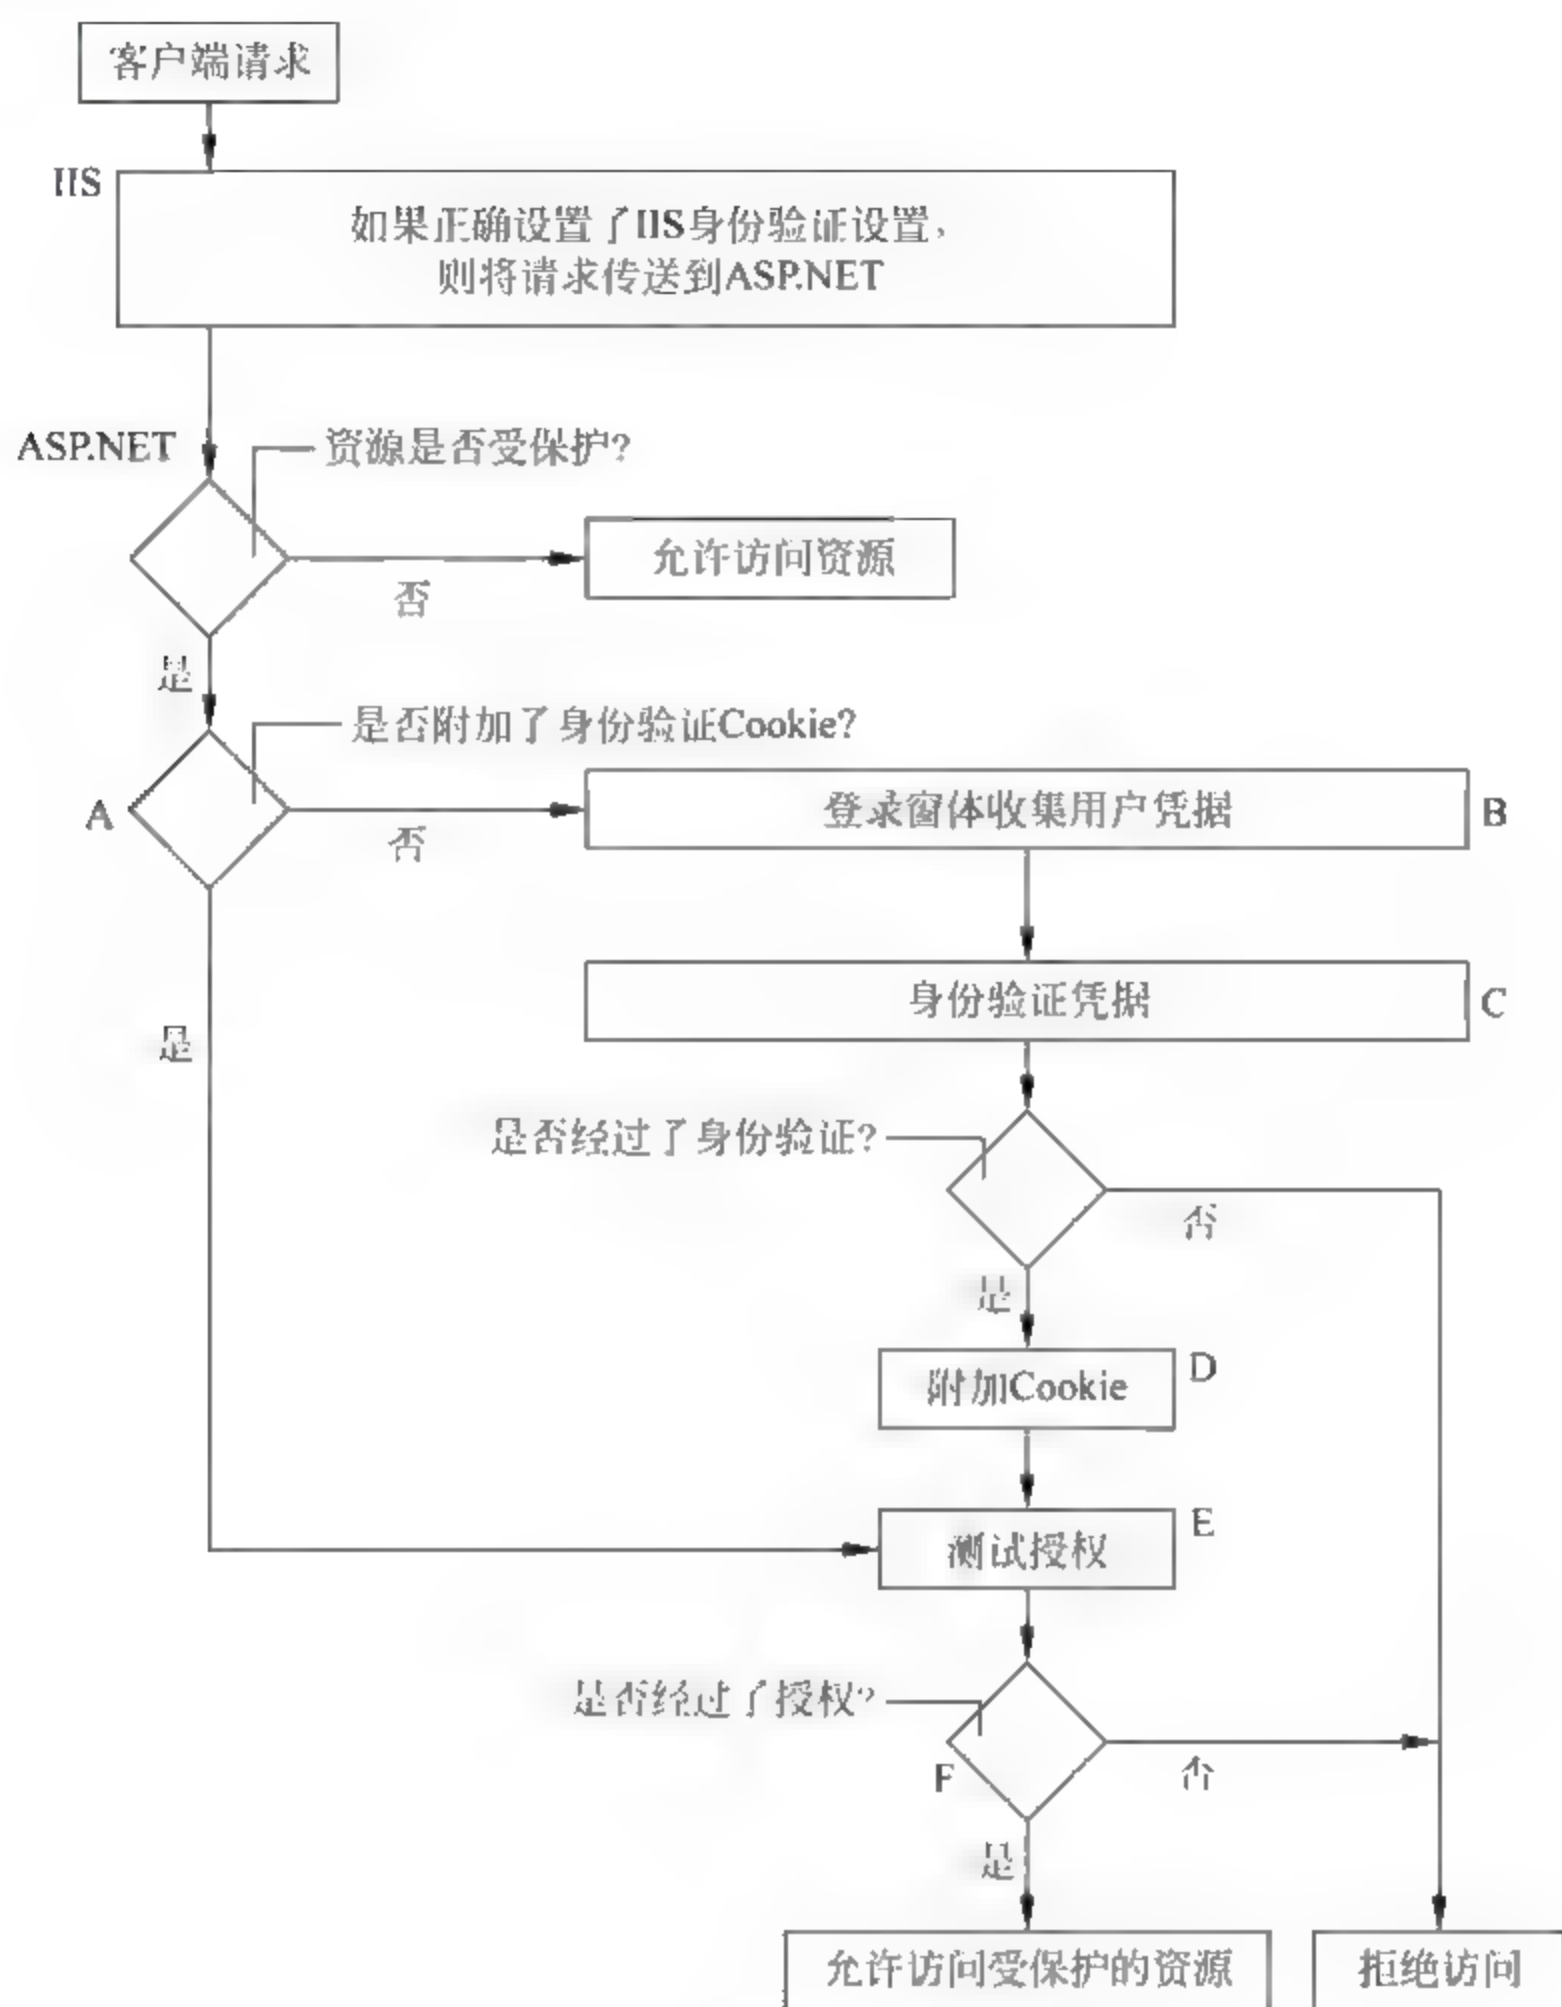 客户端请求
IIS
如果正确设置了IIS身份验证设置，
则将请求传送到ASP.NET
ASP.NET
资源是否受保护?
允许访问资源
否
是
是否附加了身份验证Cookie?
A
登录窗体收集用户凭据
B
否
身份验证凭据
C
是
是否经过了身份验证?
否
是
附加Cookie
D
测试授权
E
是否经过了授权?
F
否
是
允许访问受保护的资源
拒绝访问